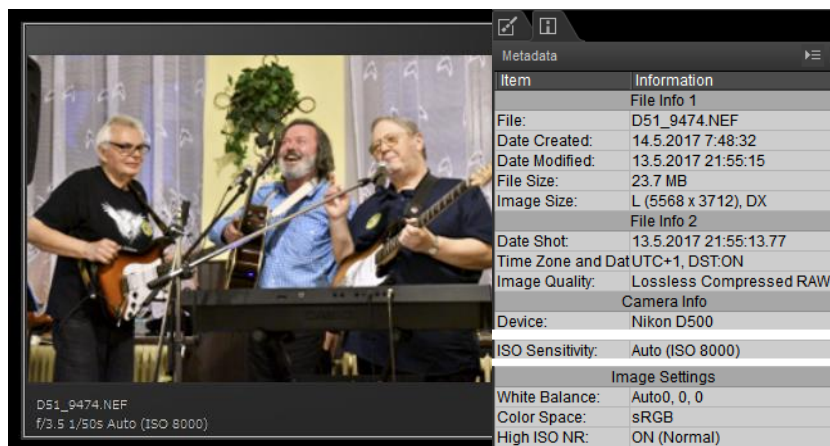 Metadata
Item Information
File Info 1
File: D51_9474.NEF
Date Created: 14.5.2017 7:48:32
Date Modified: 13.5.2017 21:55:15
File Size: 23.7 MB
Image Size: L (5568 x 3712), DX
File Info 2
Date Shot: 13.5.2017 21:55:13.77
Time Zone and Dat UTC+1, DST:ON
Image Quality: Lossless Compressed RAW
Camera Info
Device: Nikon D500
ISO Sensitivity: Auto (ISO 8000)
Image Settings
White Balance: Auto0, 0, 0
Color Space: sRGB
High ISO NR: ON (Normal)
D51_9474.NEF
f/3.5 1/50s Auto (ISO 8000)